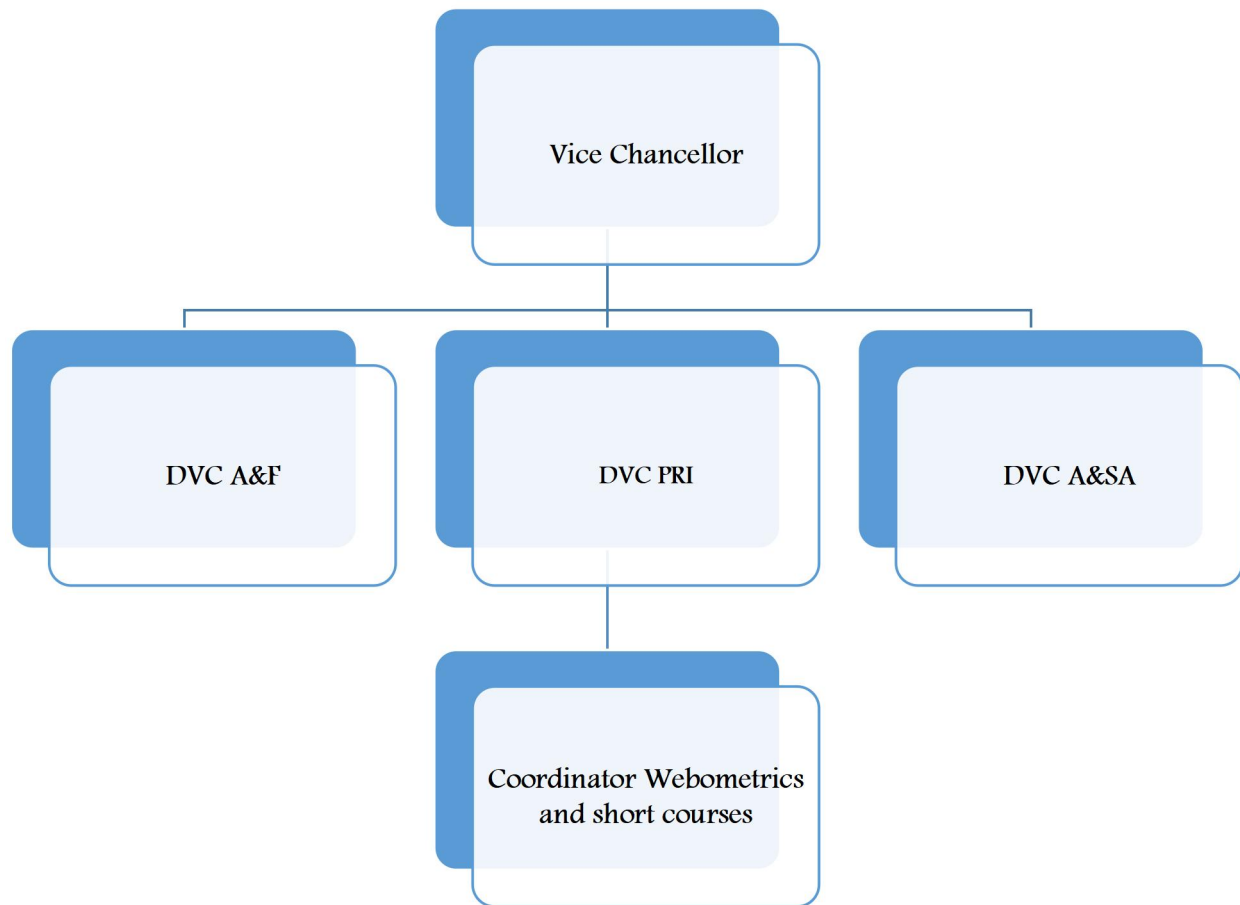 Vice Chancellor
DVC A&F
DVC PRI
DVC A&SA
Coordinator Webometrics
and short courses